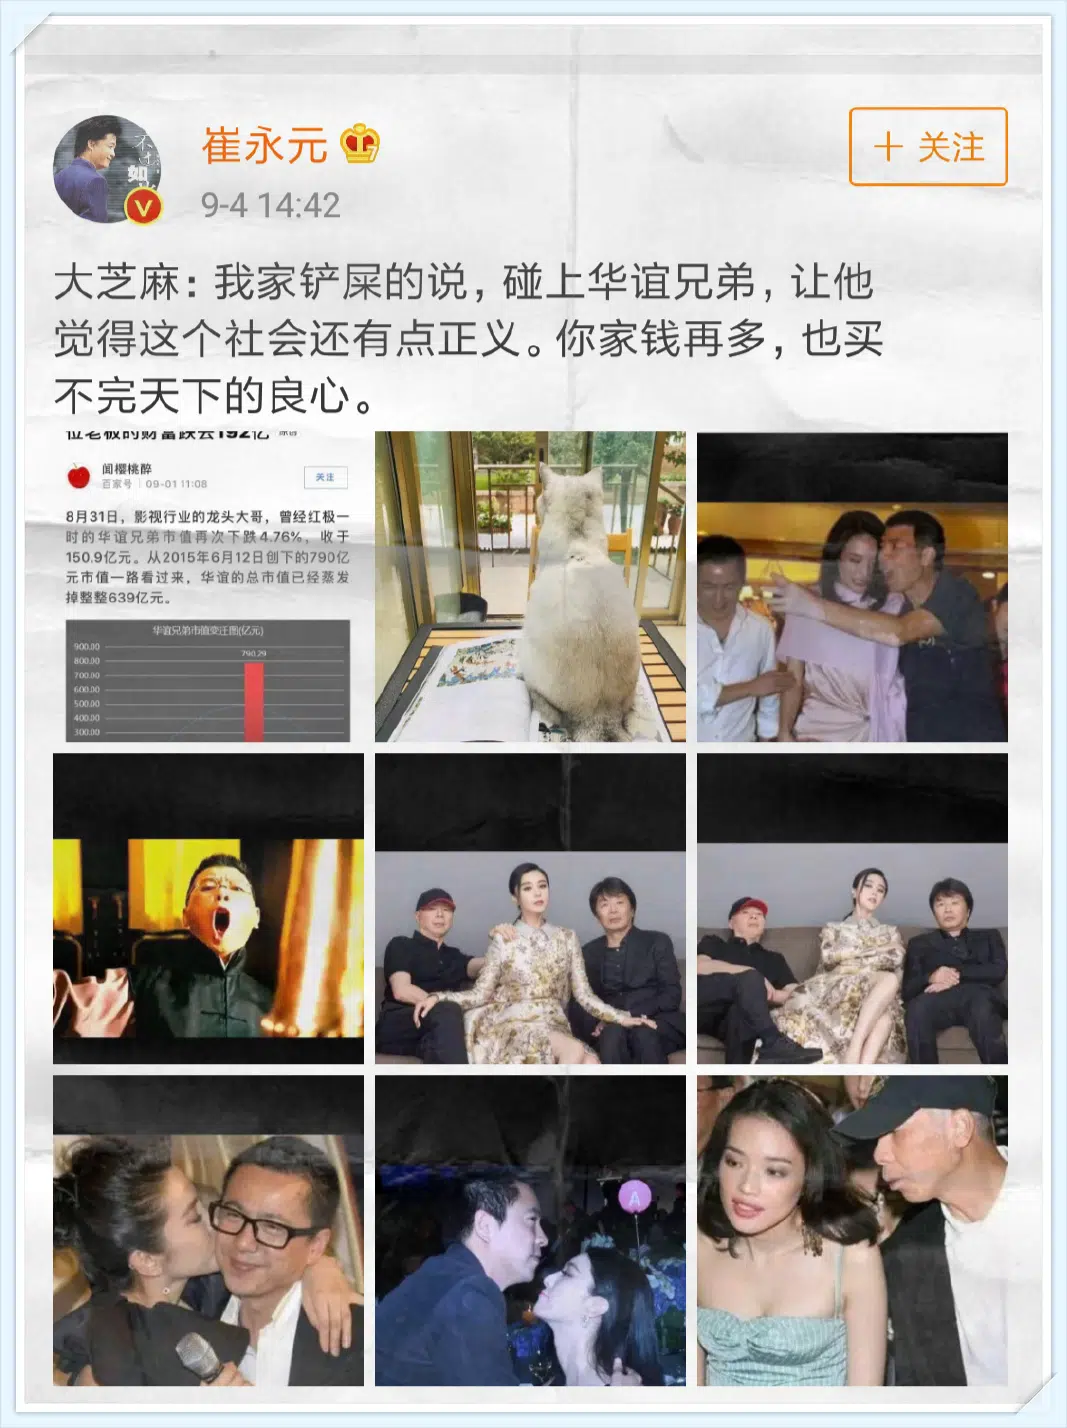 崔永元
+ 关注
9-4 14:42
大芝麻：我家铲屎的说，碰上华谊兄弟，让他
觉得这个社会还有点正义。你家钱再多，也买
不完天下的良心。
位老板的财富跌去192亿
闻樱桃醉
百家号 09-01 11:08
关注
8月31日，影视行业的龙头大哥，曾经红极一
时的华谊兄弟市值再次下跌4.76%，收于
150.9亿元。从2015年6月12日创下的790亿
元市值一路看过来，华谊的总市值已经蒸发
掉整整639亿元。
华谊兄弟市值变迁图(亿元)
900.00
790.29
800.00
700.00
600.00
500.00
400.00
300.00
A